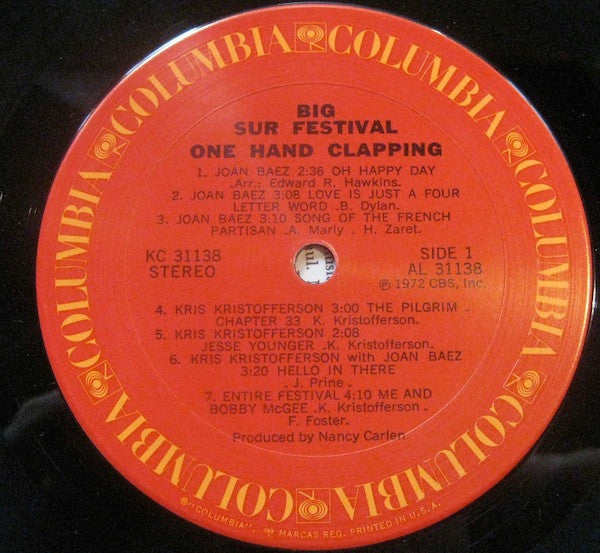 COLUMBIA COLUMBIA COLUMBIA COLUMBIA COLUMBIA COLUMBIA COLUMBIA COLUMBIA
BIG
SUR FESTIVAL
ONE HAND CLAPPING
1. JOAN BAEZ 2:36 OH HAPPY DAY
.Arr.: Edward R. Hawkins.
2. JOAN BAEZ 3:08 LOVE IS JUST A FOUR
LETTER WORD .B. Dylan.
3. JOAN BAEZ 3:10 SONG OF THE FRENCH
PARTISAN .A. Marly . H. Zaret.
KC 31138
STEREO
SIDE 1
AL 31138
℗ 1972 CBS, Inc.
4. KRIS KRISTOFFERSON 3:00 THE PILGRIM .
CHAPTER 33 .K. Kristofferson.
5. KRIS KRISTOFFERSON 2:08
JESSE YOUNGER .K. Kristofferson.
6. KRIS KRISTOFFERSON with JOAN BAEZ
3:20 HELLO IN THERE
. J. Prine .
7. ENTIRE FESTIVAL 4:10 ME AND
BOBBY McGEE .K. Kristofferson .
F. Foster.
Produced by Nancy Carlen
®"COLUMBIA", MARCAS REG. PRINTED IN U.S.A.